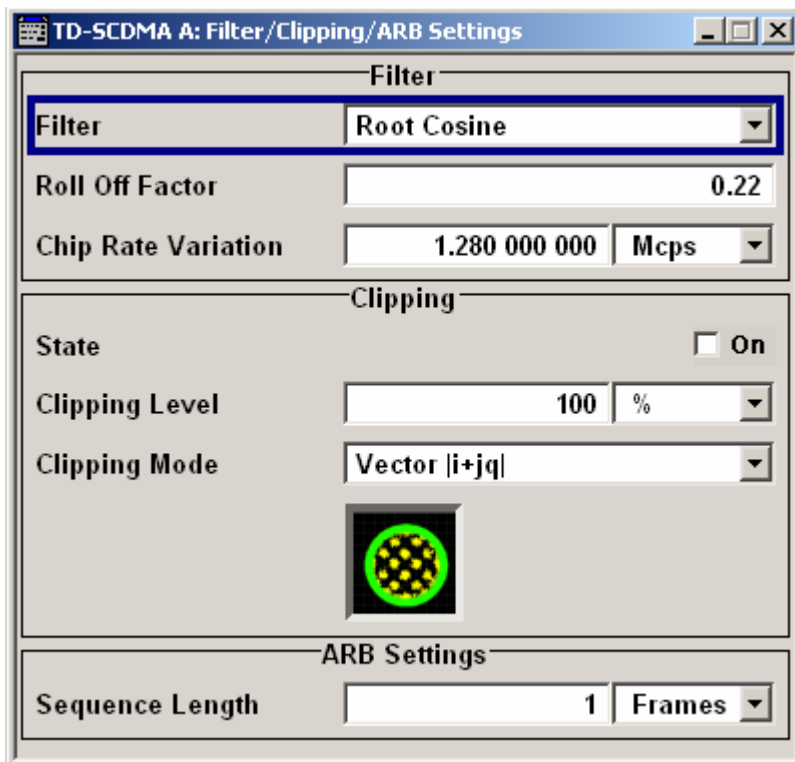 TD-SCDMA A: Filter/Clipping/ARB Settings
Filter
Filter Root Cosine
Roll Off Factor 0.22
Chip Rate Variation 1.280 000 000 Mcps
Clipping
State On
Clipping Level 100 %
Clipping Mode Vector |i+jq|
ARB Settings
Sequence Length 1 Frames